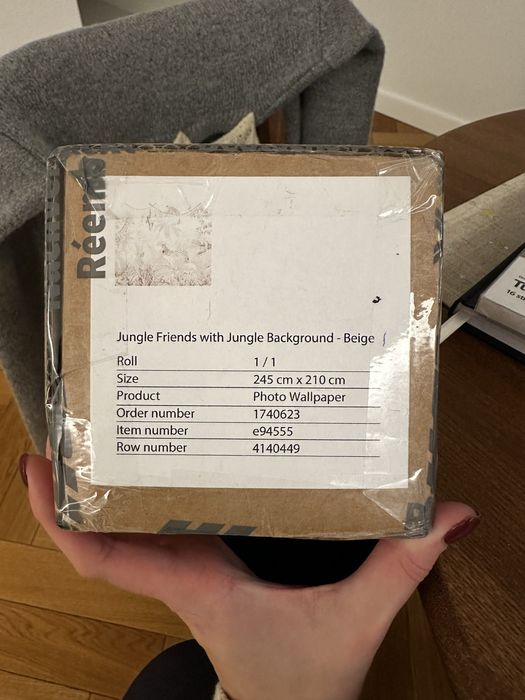 Jungle Friends with Jungle Background - Beige
Roll 1 / 1
Size 245 cm x 210 cm
Product Photo Wallpaper
Order number 1740623
Item number e94555
Row number 4140449